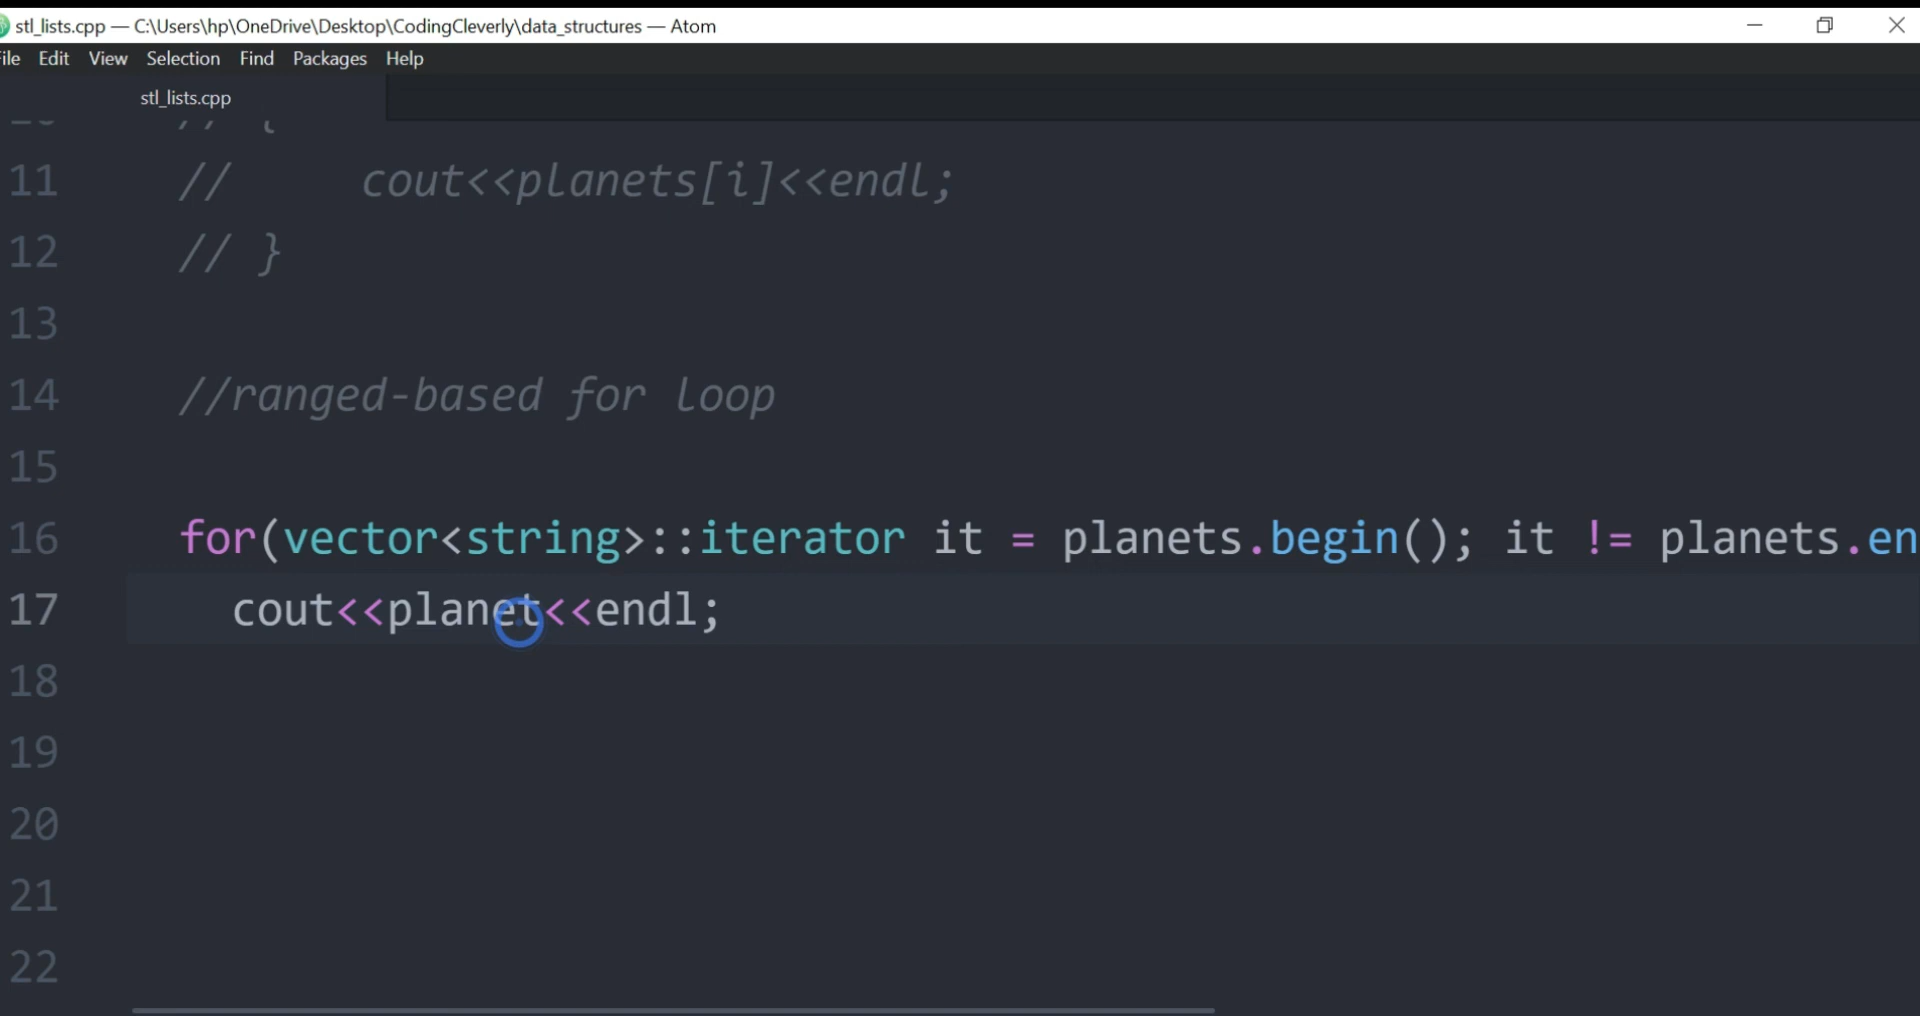 stl_lists.cpp — C:\Users\hp\OneDrive\Desktop\CodingCleverly\data_structures — Atom
Edit View Selection Find Packages Help
stl_lists.cpp
// {
11 // cout<<planets[i]<<endl;
12 // }
13
14 //ranged-based for loop
15
16 for(vector<string>::iterator it = planets.begin(); it != planets.en
17 cout<<planet<<endl;
18
19
20
21
22